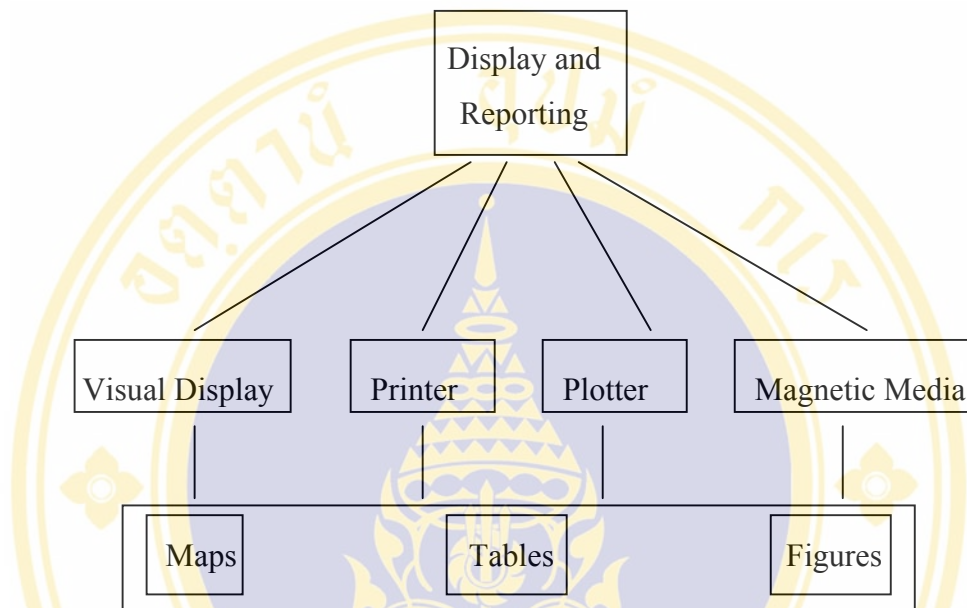 Display and
Reporting
Visual Display
Printer
Plotter
Magnetic Media
Maps
Tables
Figures